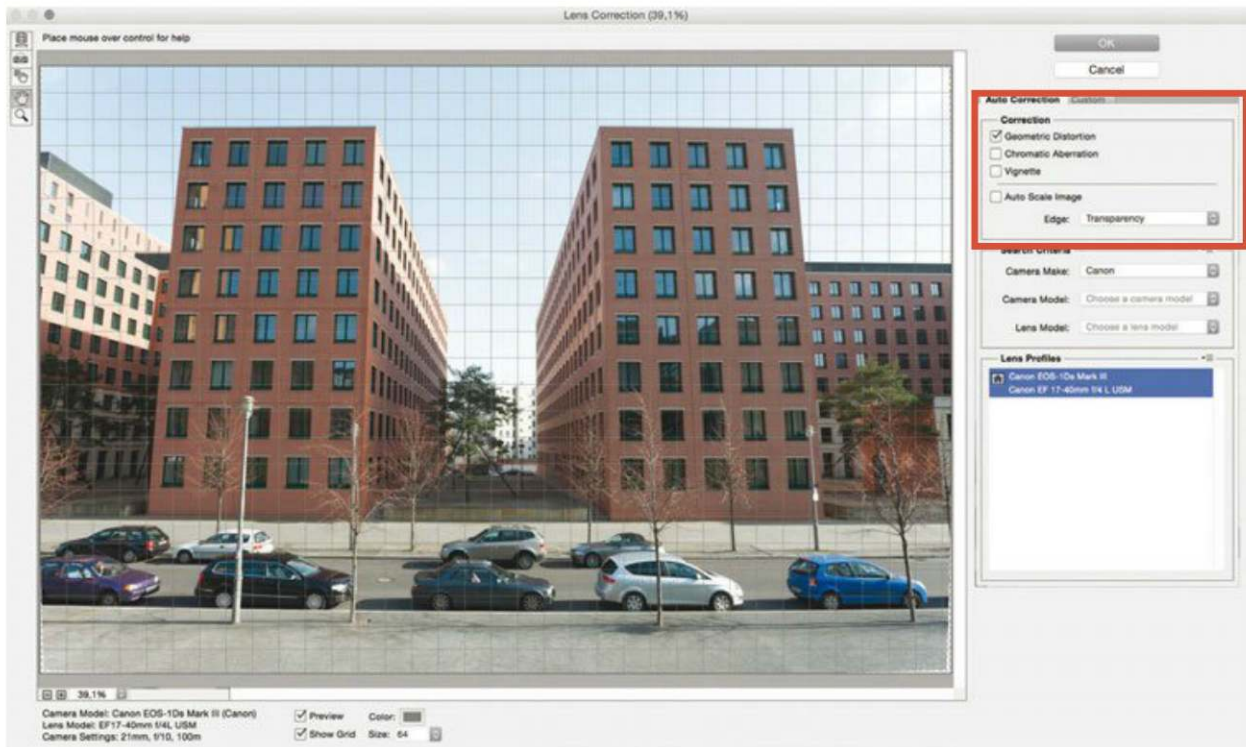 Lens Correction (39,1%)
Place mouse over control for help
OK
Cancel
Auto Correction Custom
Correction
Geometric Distortion
Chromatic Aberration
Vignette
Auto Scale Image
Edge: Transparency
Search Criteria
Camera Make: Canon
Camera Model: Choose a camera model
Lens Model: Choose a lens model
Lens Profiles
Canon EOS-1Ds Mark III
Canon EF 17-40mm f/4 L USM
39,1%
Camera Model: Canon EOS-1Ds Mark III (Canon)
Lens Model: EF17-40mm f/4L USM
Camera Settings: 21mm, f/10, 100m
Preview Color:
Show Grid Size: 64